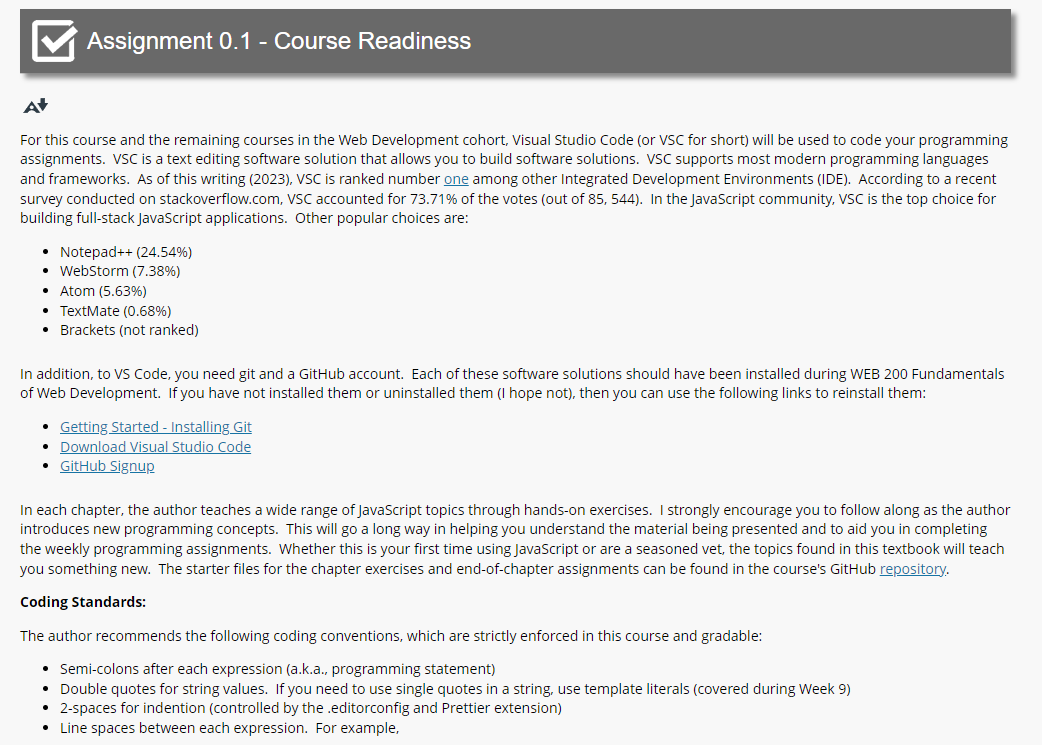 Assignment 0.1 - Course Readiness
For this course and the remaining courses in the Web Development cohort, Visual Studio Code (or VSC for short) will be used to code your programming
assignments.  VSC is a text editing software solution that allows you to build software solutions.  VSC supports most modern programming languages
and frameworks.  As of this writing (2023), VSC is ranked number one among other Integrated Development Environments (IDE).  According to a recent
survey conducted on stackoverflow.com, VSC accounted for 73.71% of the votes (out of 85, 544).  In the JavaScript community, VSC is the top choice for
building full-stack JavaScript applications.  Other popular choices are:
• Notepad++ (24.54%)
• WebStorm (7.38%)
• Atom (5.63%)
• TextMate (0.68%)
• Brackets (not ranked)
In addition, to VS Code, you need git and a GitHub account.  Each of these software solutions should have been installed during WEB 200 Fundamentals
of Web Development.  If you have not installed them or uninstalled them (I hope not), then you can use the following links to reinstall them:
• Getting Started - Installing Git
• Download Visual Studio Code
• GitHub Signup
In each chapter, the author teaches a wide range of JavaScript topics through hands-on exercises.  I strongly encourage you to follow along as the author
introduces new programming concepts.  This will go a long way in helping you understand the material being presented and to aid you in completing
the weekly programming assignments.  Whether this is your first time using JavaScript or are a seasoned vet, the topics found in this textbook will teach
you something new.  The starter files for the chapter exercises and end-of-chapter assignments can be found in the course's GitHub repository.
Coding Standards:
The author recommends the following coding conventions, which are strictly enforced in this course and gradable:
• Semi-colons after each expression (a.k.a., programming statement)
• Double quotes for string values.  If you need to use single quotes in a string, use template literals (covered during Week 9)
• 2-spaces for indention (controlled by the .editorconfig and Prettier extension)
• Line spaces between each expression.  For example,